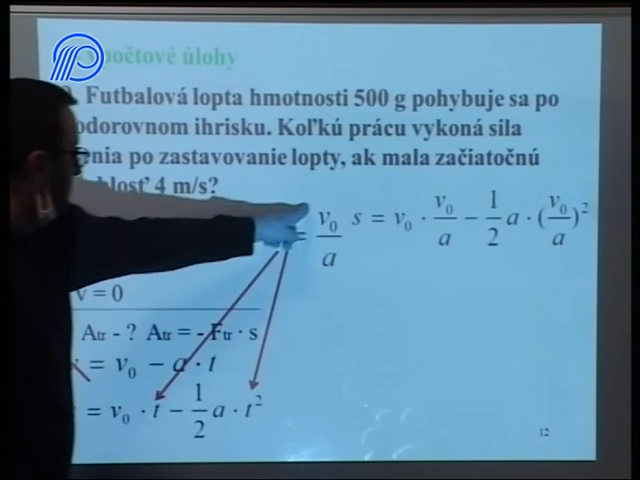 počtové úlohy
Futbalová lopta hmotnosti 500 g pohybuje sa po
odorovnom ihrisku. Koľkú prácu vykoná sila
enia po zastavovanie lopty, ak mala začiatočnú
hlosť 4 m/s?
= v₀/a s = v₀ · v₀/a − 1/2 a · (v₀/a)²
v = 0
Atr - ? Atr = - Ftr · s
= v₀ − a · t
= v₀ · t − 1/2 a · t²
12